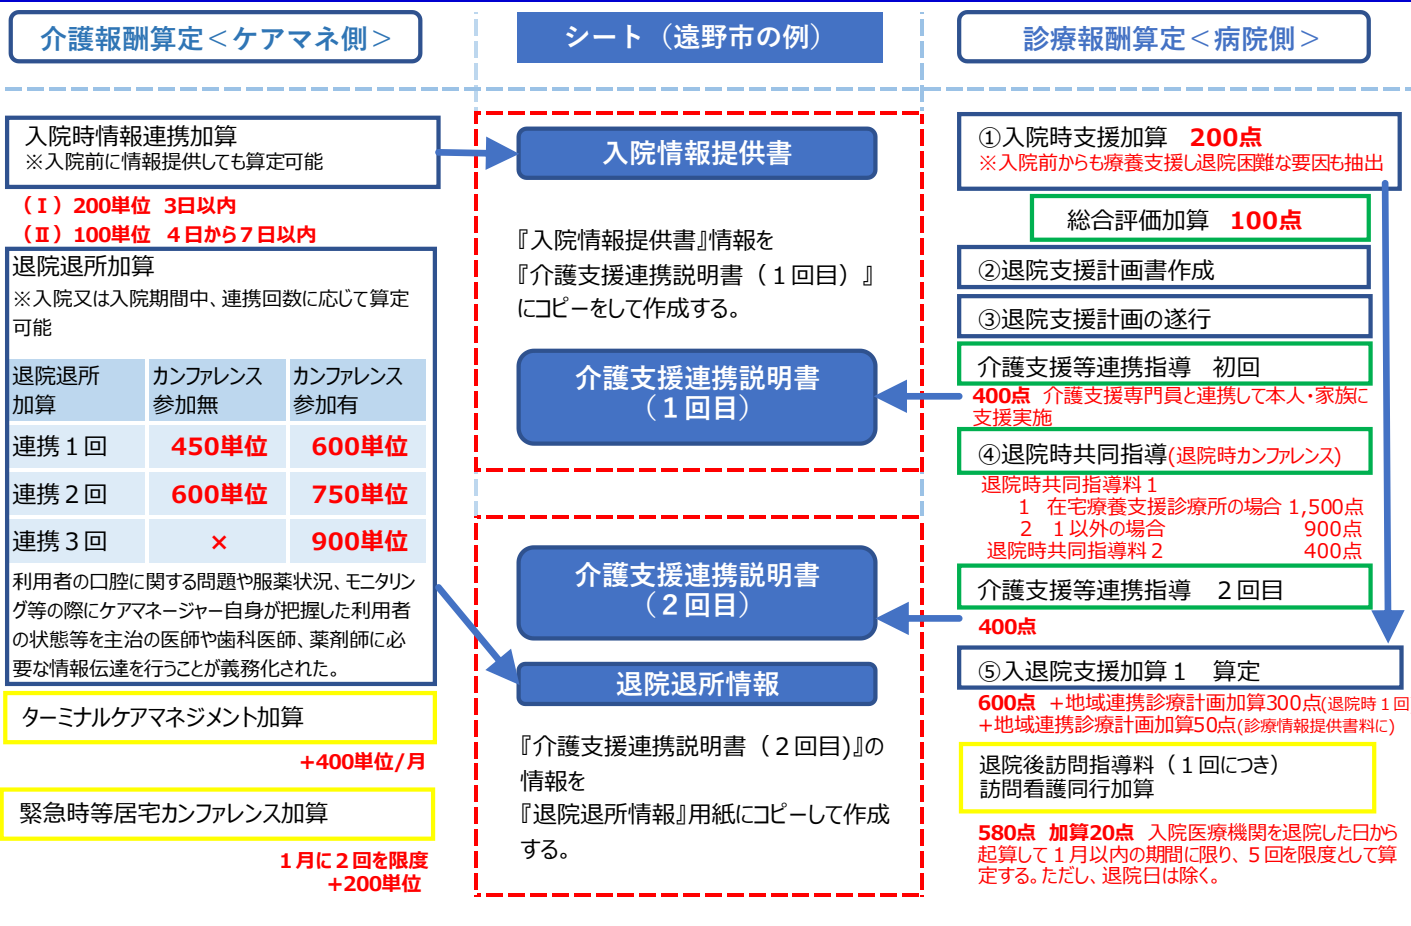 介護報酬算定＜ケアマネ側＞
入院時情報連携加算
※入院前に情報提供しても算定可能
（Ⅰ）200単位 3日以内
（Ⅱ）100単位 ４日から７日以内
退院退所加算
※入院又は入院期間中、連携回数に応じて算定
可能
退院退所
加算
カンファレンス
参加無
カンファレンス
参加有
連携１回 450単位 600単位
連携２回 600単位 750単位
連携３回 × 900単位
利用者の口腔に関する問題や服薬状況、モニタリン
グ等の際にケアマネージャー自身が把握した利用者
の状態等を主治の医師や歯科医師、薬剤師に必
要な情報伝達を行うことが義務化された。
ターミナルケアマネジメント加算
+400単位/月
緊急時等居宅カンファレンス加算
１月に２回を限度
+200単位
シート（遠野市の例）
入院情報提供書
『入院情報提供書』情報を
『介護支援連携説明書（１回目）』
にコピーをして作成する。
介護支援連携説明書
（１回目）
介護支援連携説明書
（２回目）
退院退所情報
『介護支援連携説明書（２回目)』の
情報を
『退院退所情報』用紙にコピーして作成
する。
診療報酬算定＜病院側＞
①入院時支援加算 200点
※入院前からも療養支援し退院困難な要因も抽出
総合評価加算 100点
②退院支援計画書作成
③退院支援計画の遂行
介護支援等連携指導 初回
400点 介護支援専門員と連携して本人・家族に
支援実施
④退院時共同指導(退院時カンファレンス)
退院時共同指導料１
１ 在宅療養支援診療所の場合 1,500点
２ １以外の場合 900点
退院時共同指導料２ 400点
介護支援等連携指導 ２回目
400点
⑤入退院支援加算１ 算定
600点 +地域連携診療計画加算300点(退院時１回
+地域連携診療計画加算50点(診療情報提供書料に)
退院後訪問指導料（１回につき）
訪問看護同行加算
580点 加算20点 入院医療機関を退院した日から
起算して１月以内の期間に限り、５回を限度として算
定する。ただし、退院日は除く。